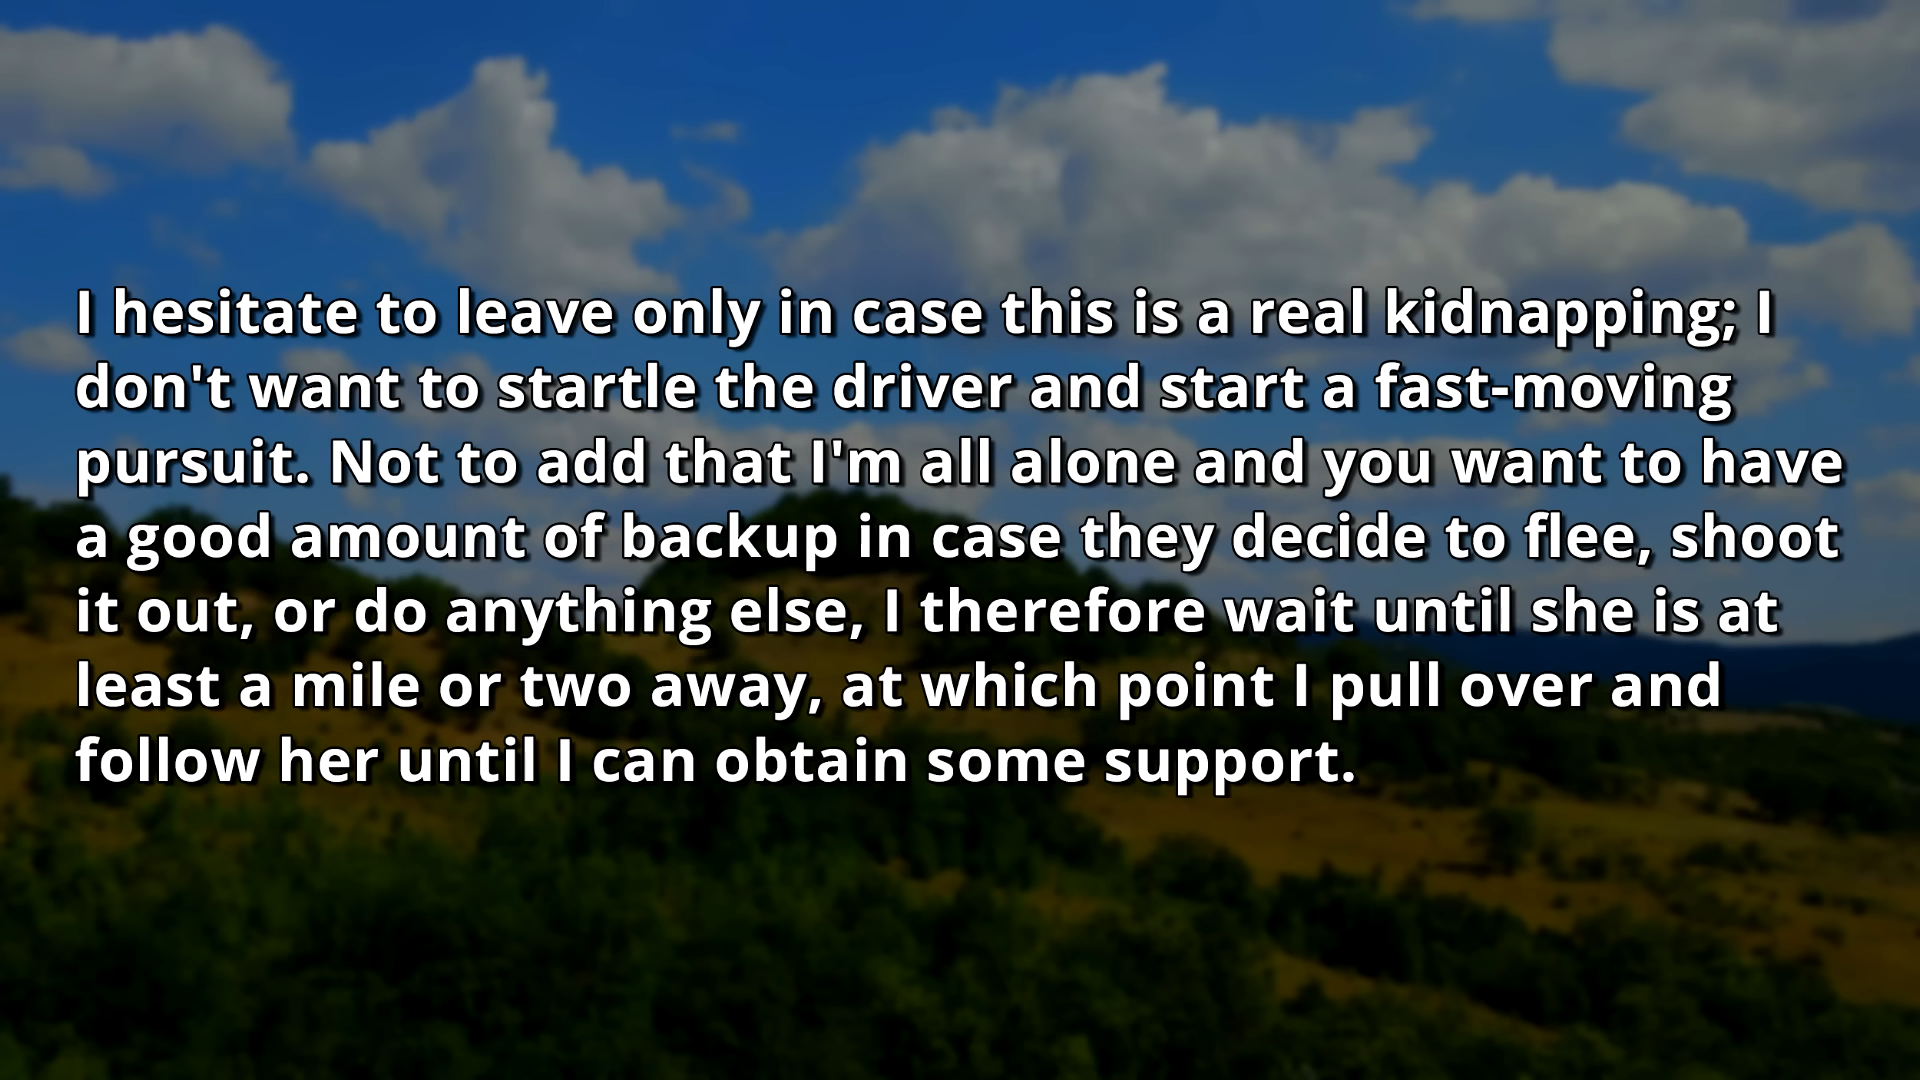 I hesitate to leave only in case this is a real kidnapping; I
don't want to startle the driver and start a fast-moving
pursuit. Not to add that I'm all alone and you want to have
a good amount of backup in case they decide to flee, shoot
it out, or do anything else, I therefore wait until she is at
least a mile or two away, at which point I pull over and
follow her until I can obtain some support.